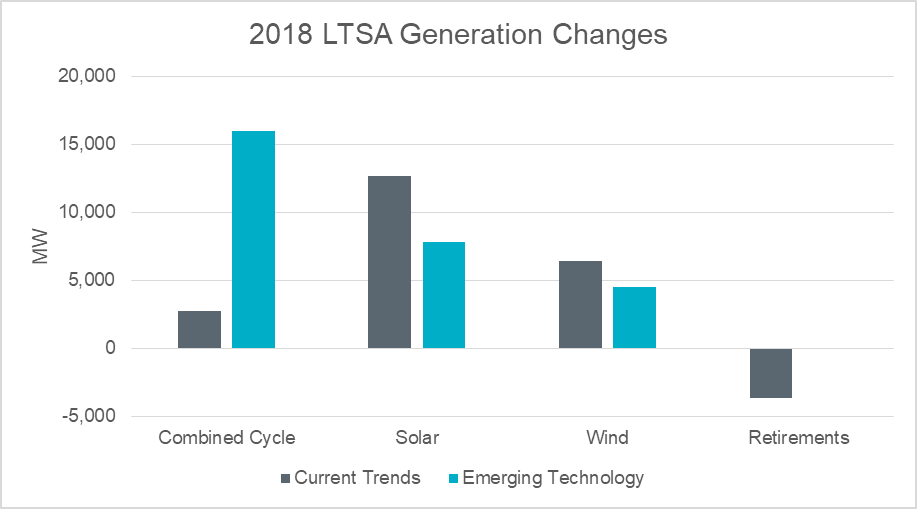 2018 LTSA Generation Changes
20,000
15,000
10,000
5,000
0
-5,000
MW
Combined Cycle
Solar
Wind
Retirements
Current Trends
Emerging Technology